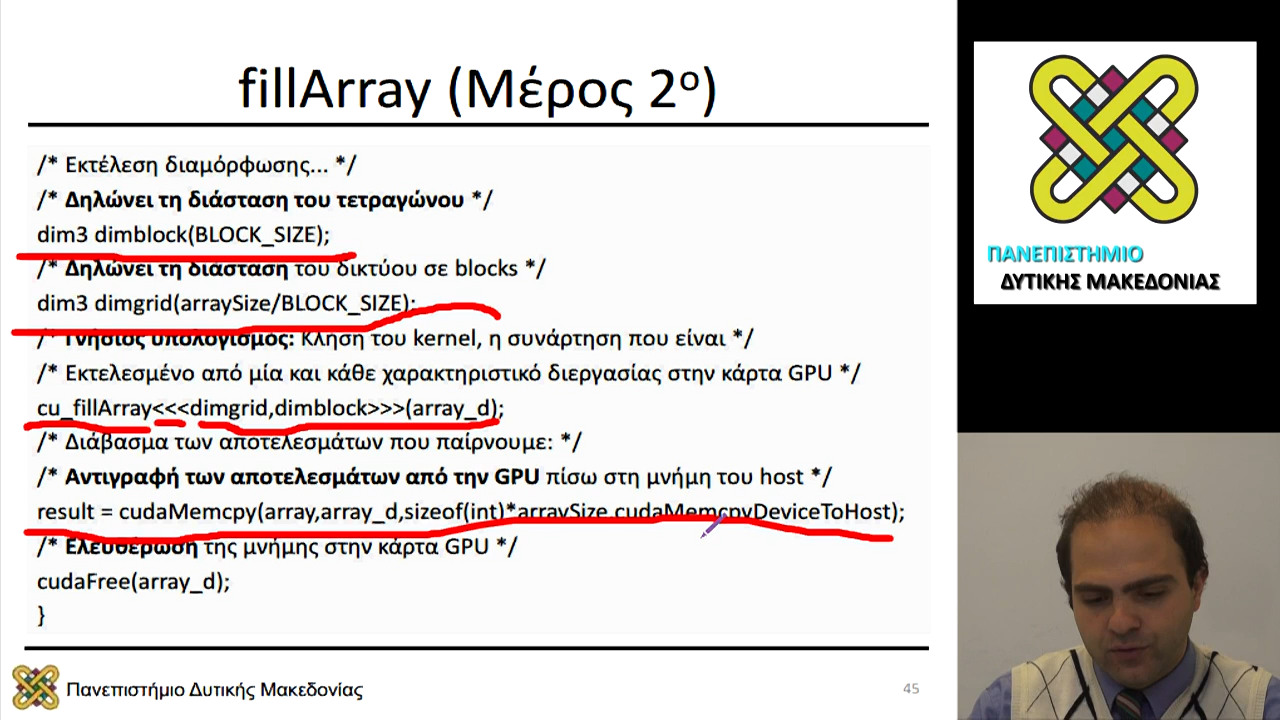 fillArray (Μέρος 2ο)
/* Εκτέλεση διαμόρφωσης... */
/* Δηλώνει τη διάσταση του τετραγώνου */
dim3 dimblock(BLOCK_SIZE);
/* Δηλώνει τη διάσταση του δικτύου σε blocks */
dim3 dimgrid(arraySize/BLOCK_SIZE);
/* Γνήσιος υπολογισμός: Κλήση του kernel, η συνάρτηση που είναι */
/* Εκτελεσμένο από μία και κάθε χαρακτηριστικό διεργασίας στην κάρτα GPU */
cu_fillArray<<<dimgrid,dimblock>>>(array_d);
/* Διάβασμα των αποτελεσμάτων που παίρνουμε: */
/* Αντιγραφή των αποτελεσμάτων από την GPU πίσω στη μνήμη του host */
result = cudaMemcpy(array,array_d,sizeof(int)*arraySize,cudaMemcpyDeviceToHost);
/* Ελευθέρωση της μνήμης στην κάρτα GPU */
cudaFree(array_d);
}
Πανεπιστήμιο Δυτικής Μακεδονίας
45
ΠΑΝΕΠΙΣΤΗΜΙΟ
ΔΥΤΙΚΗΣ ΜΑΚΕΔΟΝΙΑΣ